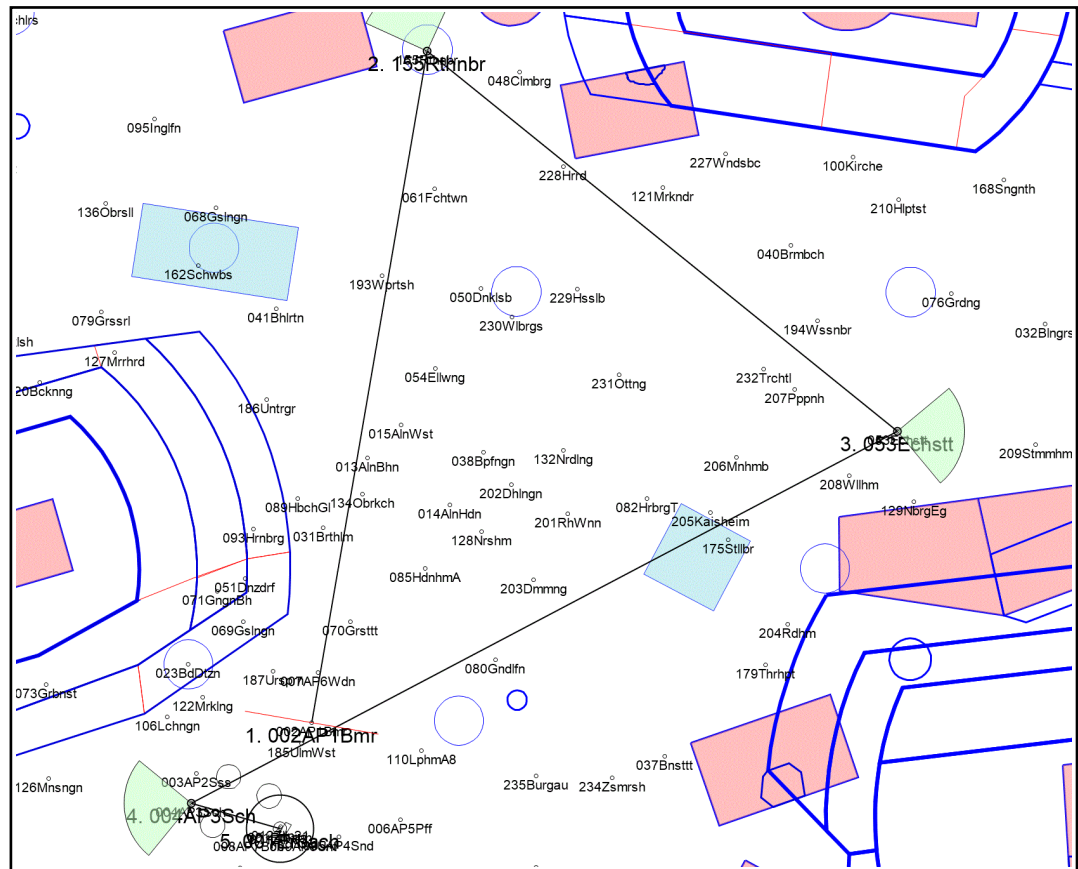 chlrs
2. 155Rthnbr
048Clmbrg
095Inglfn
227Wndsbc
100Kirche
228Hrrd
168Sngnth
121Mrkndr
061Fchtwn
136Obrsll
068Gslngn
210Hlptst
040Brmbch
162Schwbs
193Wortsh
050Dnklsb
229Hsslb
076Grdng
041Bhlrtn
079Grssrl
230Wlbrgs
194Wssnbr
032Blngrs
lsh
127Mrrhrd
054Ellwng
231Ottng
232Trchtl
20Bcknng
207Pppnh
186Untrgr
015AlnWst
3. 053Echstt
209Stmmhm
038Bpfngn
132Nrdlng
013AlnBhn
206Mnhmb
208Wllhm
202Dhlngn
134Obrkch
089HbchGl
014AlnHdn
082HrbrgT
129NbrgEg
201RhWnn
205Kaisheim
093Hrnbrg
031Brthlm
128Nrshm
175Stllbr
085HdnhmA
051Dnzdrf
203Dmmng
071GngnBh
069Gslngn
070Grsttt
204Rdhm
080Gndlfn
023BdDtzn
187Ursp
007AP6Wdn
179Thrhpt
073Grbnst
122Mrklng
106Lchngn
1. 002AP1Bmr
185UlmWst
110LphmA8
037Bnsttt
003AP2Sss
126Mnsngn
235Burgau
234Zsmrsh
4. 004AP3Sch
006AP5Pff